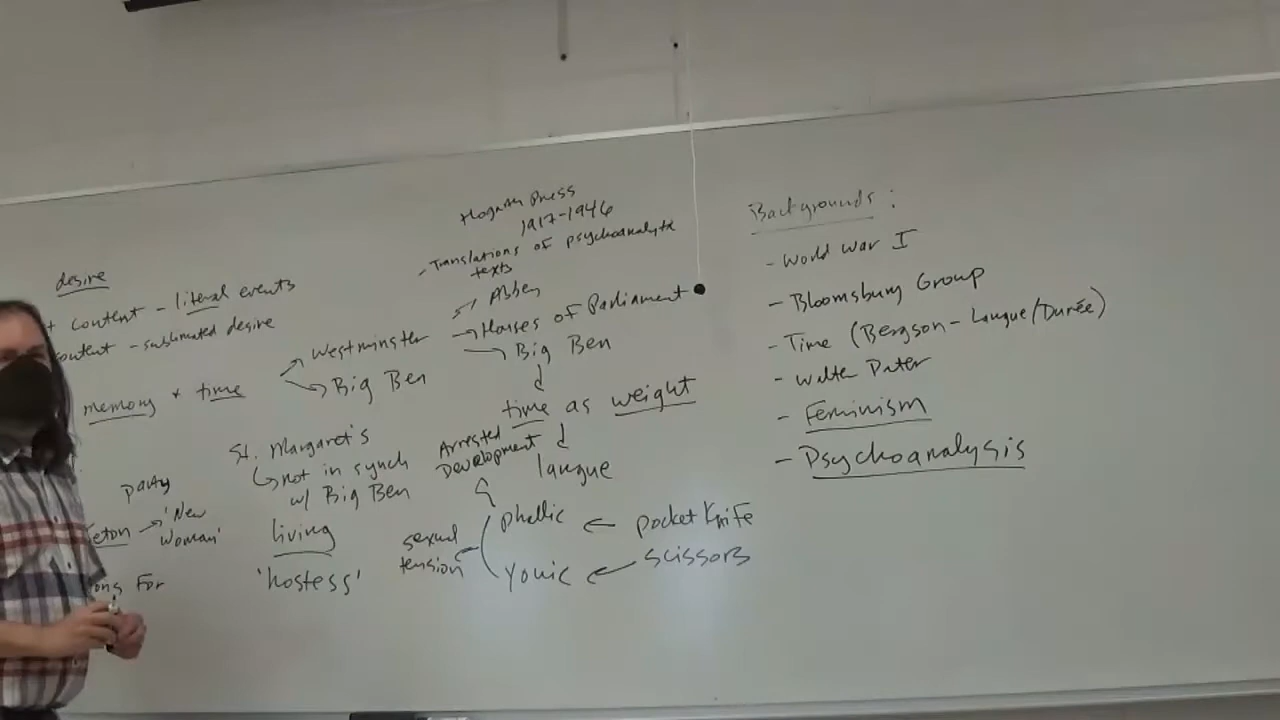 desire
content - literal events
content - sublimated desire
memory + time
Westminster
Big Ben
Hogarth Press
1917-1946
- Translations of psychoanalytic
texts
Abbey
Houses of Parliament
Big Ben
time as weight
langue
St. Margaret's
not in synch
w/ Big Ben
Arrested
Development
party
'New
Woman'
For
living
'hostess'
sexual
tension
phallic
pocket knife
yonic
scissors
Backgrounds:
- World War I
- Bloomsbury Group
- Time (Bergson - Langue/Durée)
- Walter Pater
- Feminism
- Psychoanalysis